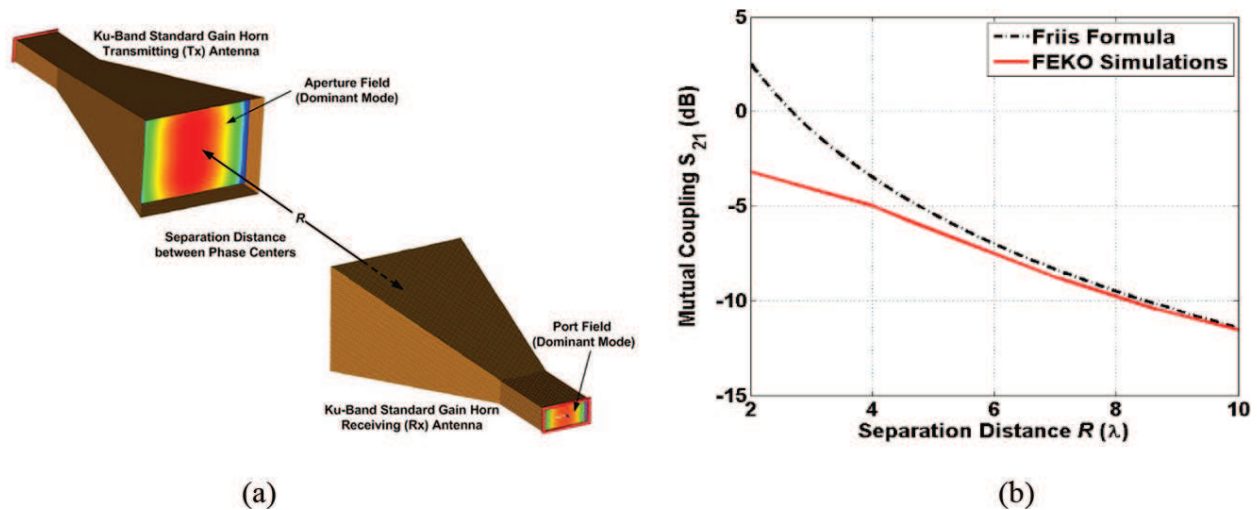 Ku-Band Standard Gain Horn
Transmitting (Tx) Antenna
Aperture Field
(Dominant Mode)
R
Separation Distance
between Phase Centers
Port Field
(Dominant Mode)
Ku-Band Standard Gain Horn
Receiving (Rx) Antenna
(a)
Friis Formula
FEKO Simulations
Mutual Coupling S21 (dB)
5
0
-5
-10
-15
2
4
6
8
10
Separation Distance R (λ)
(b)